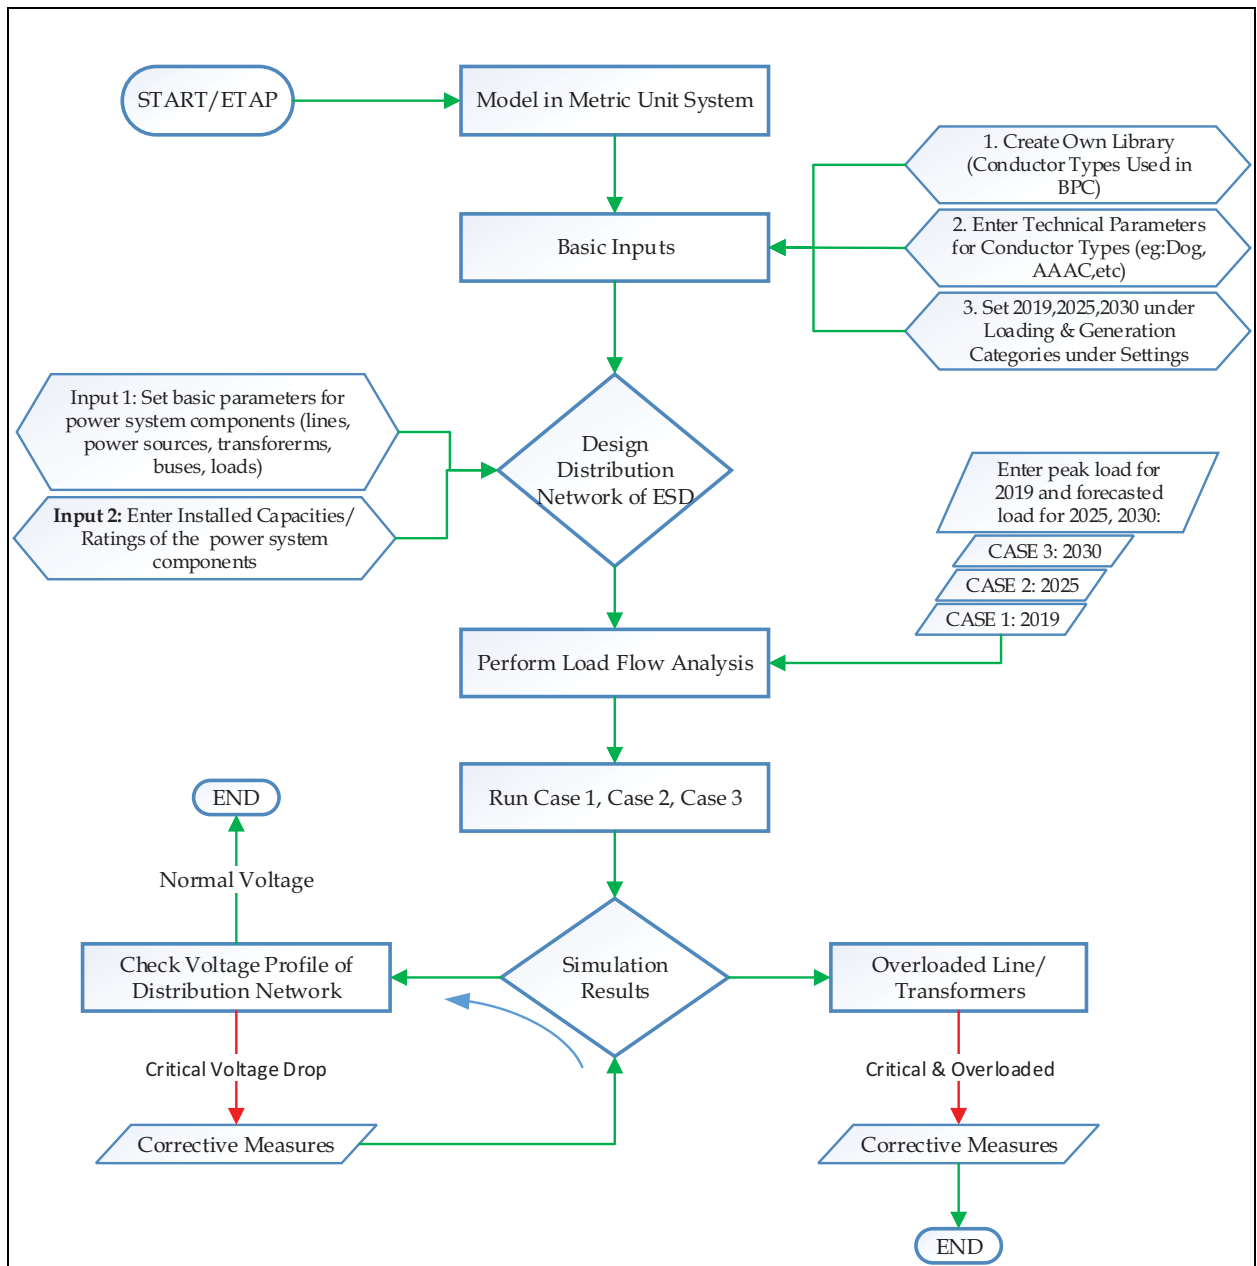 START/ETAP
Model in Metric Unit System
1. Create Own Library
(Conductor Types Used in
BPC)
Basic Inputs
2. Enter Technical Parameters
for Conductor Types (eg:Dog,
AAAC,etc)
3. Set 2019,2025,2030 under
Loading & Generation
Categories under Settings
Input 1: Set basic parameters for
power system components (lines,
power sources, transforerms,
buses, loads)
Input 2: Enter Installed Capacities/
Ratings of the power system
components
Design
Distribution
Network of ESD
Enter peak load for
2019 and forecasted
load for 2025, 2030:
CASE 3: 2030
CASE 2: 2025
CASE 1: 2019
Perform Load Flow Analysis
Run Case 1, Case 2, Case 3
END
Normal Voltage
Check Voltage Profile of
Distribution Network
Simulation
Results
Overloaded Line/
Transformers
Critical Voltage Drop
Critical & Overloaded
Corrective Measures
Corrective Measures
END